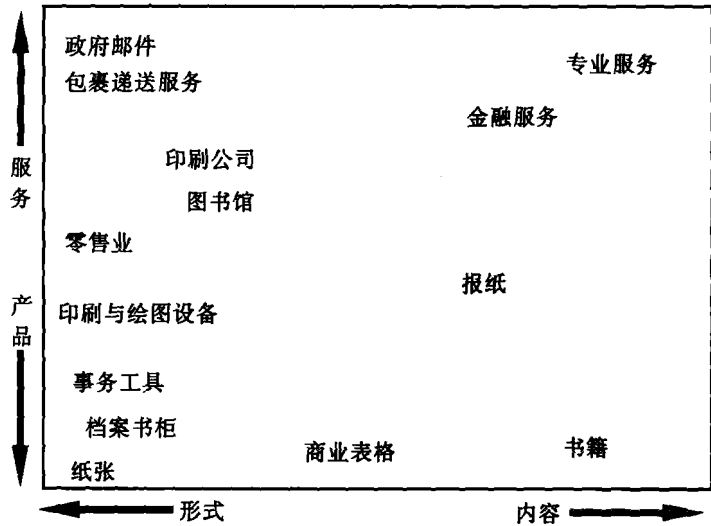 政府邮件
包裹递送服务
专业服务
金融服务
印刷公司
图书馆
零售业
报纸
印刷与绘图设备
事务工具
档案书柜
商业表格
书籍
纸张
服务
产品
形式
内容